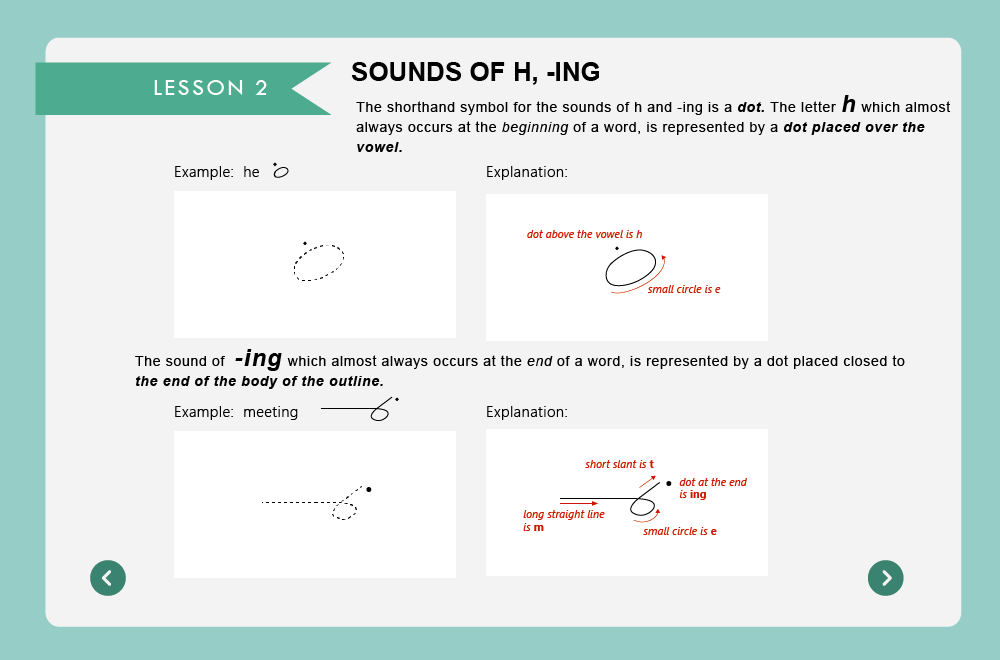 LESSON 2
SOUNDS OF H, -ING
The shorthand symbol for the sounds of h and -ing is a dot. The letter h which almost
always occurs at the beginning of a word, is represented by a dot placed over the
vowel.
Example: he
Explanation:
dot above the vowel is h
small circle is e
The sound of -ing which almost always occurs at the end of a word, is represented by a dot placed closed to
the end of the body of the outline.
Example: meeting
Explanation:
short slant is t
dot at the end
is ing
long straight line
is m
small circle is e